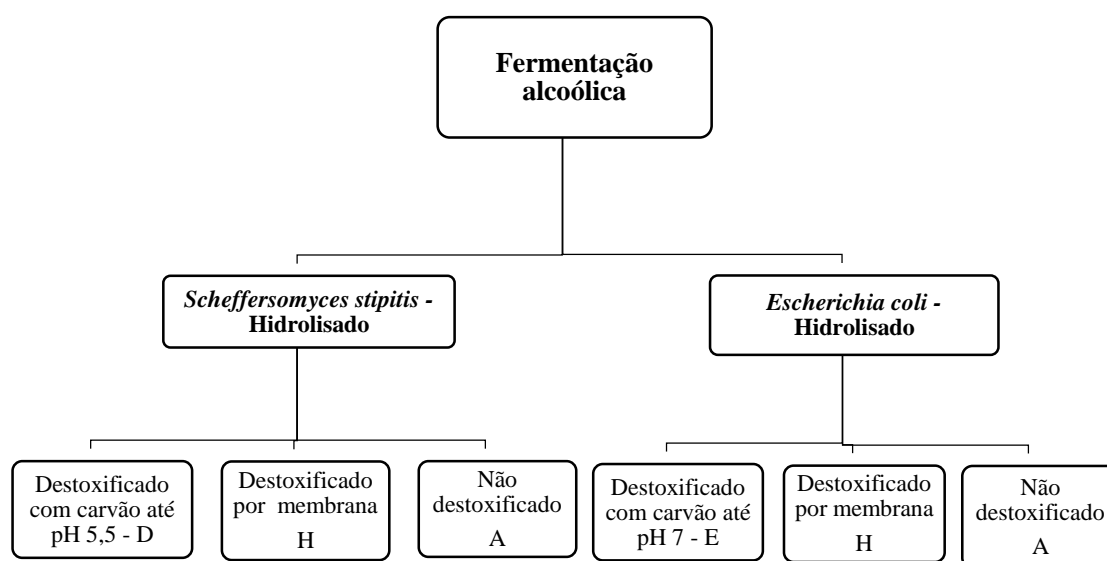 Fermentação
alcoólica
Scheffersomyces stipitis -
Hidrolisado
Escherichia coli -
Hidrolisado
Destoxificado
com carvão até
pH 5,5 - D
Destoxificado
por membrana
H
Não
destoxificado
A
Destoxificado
com carvão até
pH 7 - E
Destoxificado
por membrana
H
Não
destoxificado
A